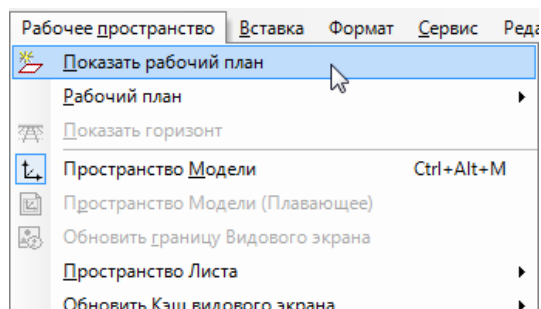 Рабочее пространство Вставка Формат Сервис Реда
Показать рабочий план
Рабочий план
Показать горизонт
Пространство Модели Ctrl+Alt+M
Пространство Модели (Плавающее)
Обновить границу Видового экрана
Пространство Листа
Обновить Кэш видового экрана